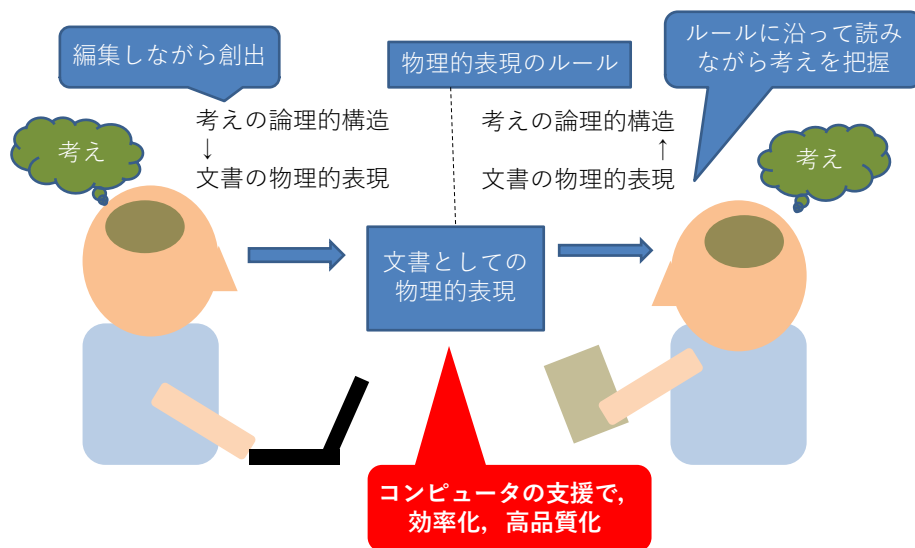 編集しながら創出
物理的表現のルール
ルールに沿って読み
ながら考えを把握
考えの論理的構造
↓
文書の物理的表現
考えの論理的構造
↑
文書の物理的表現
考え
考え
文書としての
物理的表現
コンピュータの支援で，
効率化，高品質化